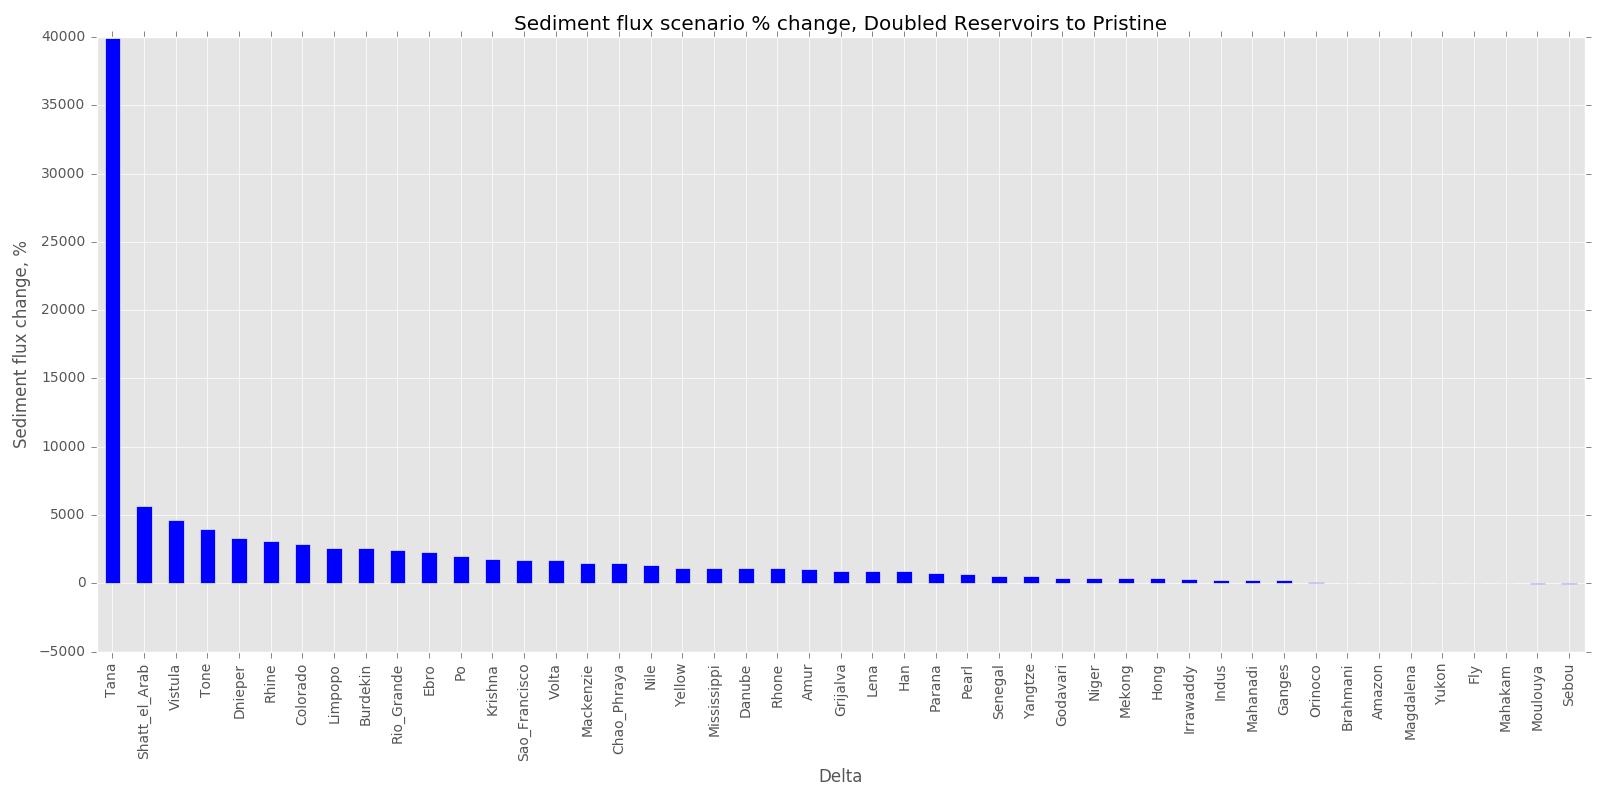 Sediment flux scenario % change, Doubled Reservoirs to Pristine
Sediment flux change, %
40000
35000
30000
25000
20000
15000
10000
5000
0
−5000
Tana
Shatt_el_Arab
Vistula
Tone
Dnieper
Rhine
Colorado
Limpopo
Burdekin
Rio_Grande
Ebro
Po
Krishna
Sao_Francisco
Volta
Mackenzie
Chao_Phraya
Nile
Yellow
Mississippi
Danube
Rhone
Amur
Grijalva
Lena
Han
Parana
Pearl
Senegal
Yangtze
Godavari
Niger
Mekong
Hong
Irrawaddy
Indus
Mahanadi
Ganges
Orinoco
Brahmani
Amazon
Magdalena
Yukon
Fly
Mahakam
Moulouya
Sebou
Delta